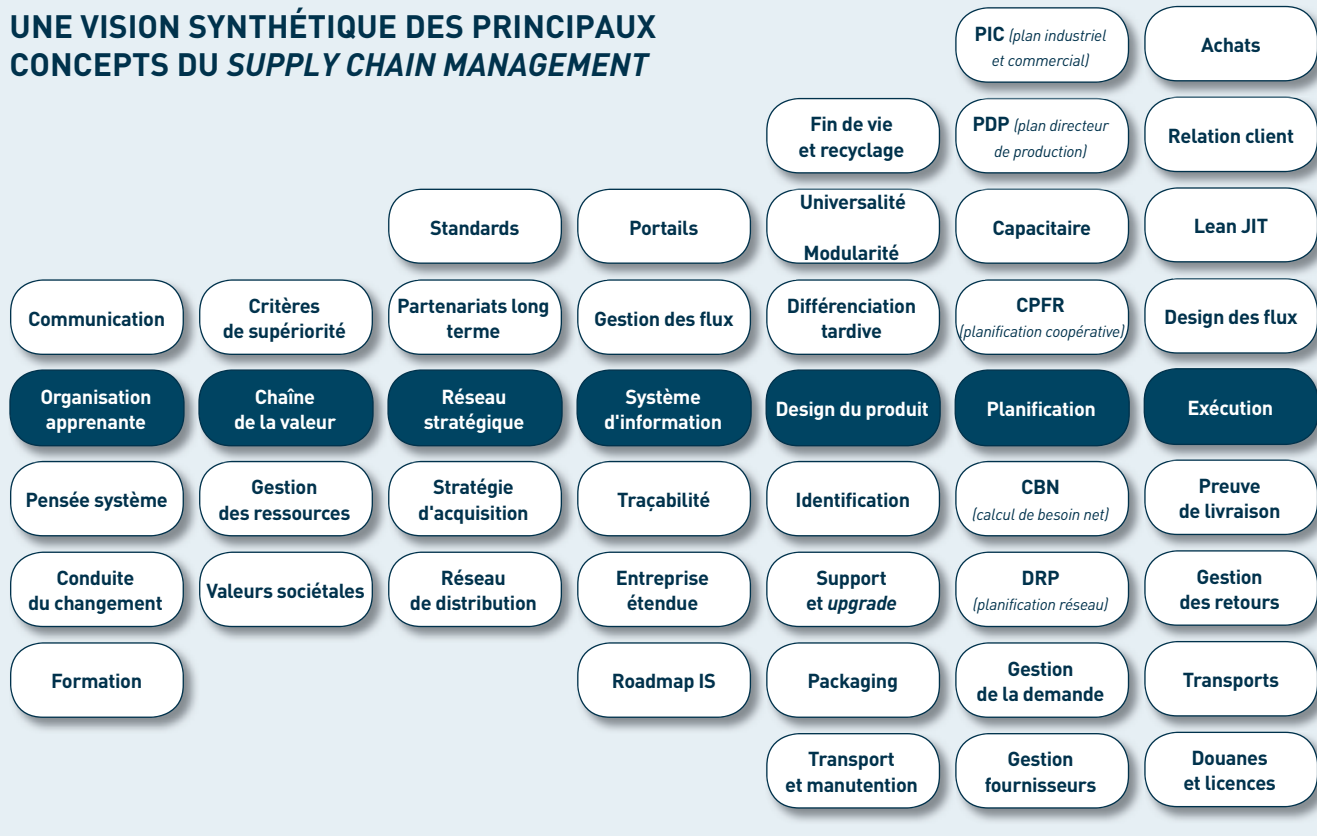 UNE VISION SYNTHÉTIQUE DES PRINCIPAUX
CONCEPTS DU SUPPLY CHAIN MANAGEMENT
Communication
Organisation
apprenante
Pensée système
Conduite
du changement
Formation
Critères
de supériorité
Chaîne
de la valeur
Gestion
des ressources
Valeurs sociétales
Standards
Partenariats long
terme
Réseau
stratégique
Stratégie
d'acquisition
Réseau
de distribution
Portails
Gestion des flux
Système
d'information
Traçabilité
Entreprise
étendue
Roadmap IS
Fin de vie
et recyclage
Universalité
Modularité
Différenciation
tardive
Design du produit
Identification
Support
et upgrade
Packaging
Transport
et manutention
PIC (plan industriel
et commercial)
PDP (plan directeur
de production)
Capacitaire
CPFR
(planification coopérative)
Planification
CBN
(calcul de besoin net)
DRP
(planification réseau)
Gestion
de la demande
Gestion
fournisseurs
Achats
Relation client
Lean JIT
Design des flux
Exécution
Preuve
de livraison
Gestion
des retours
Transports
Douanes
et licences